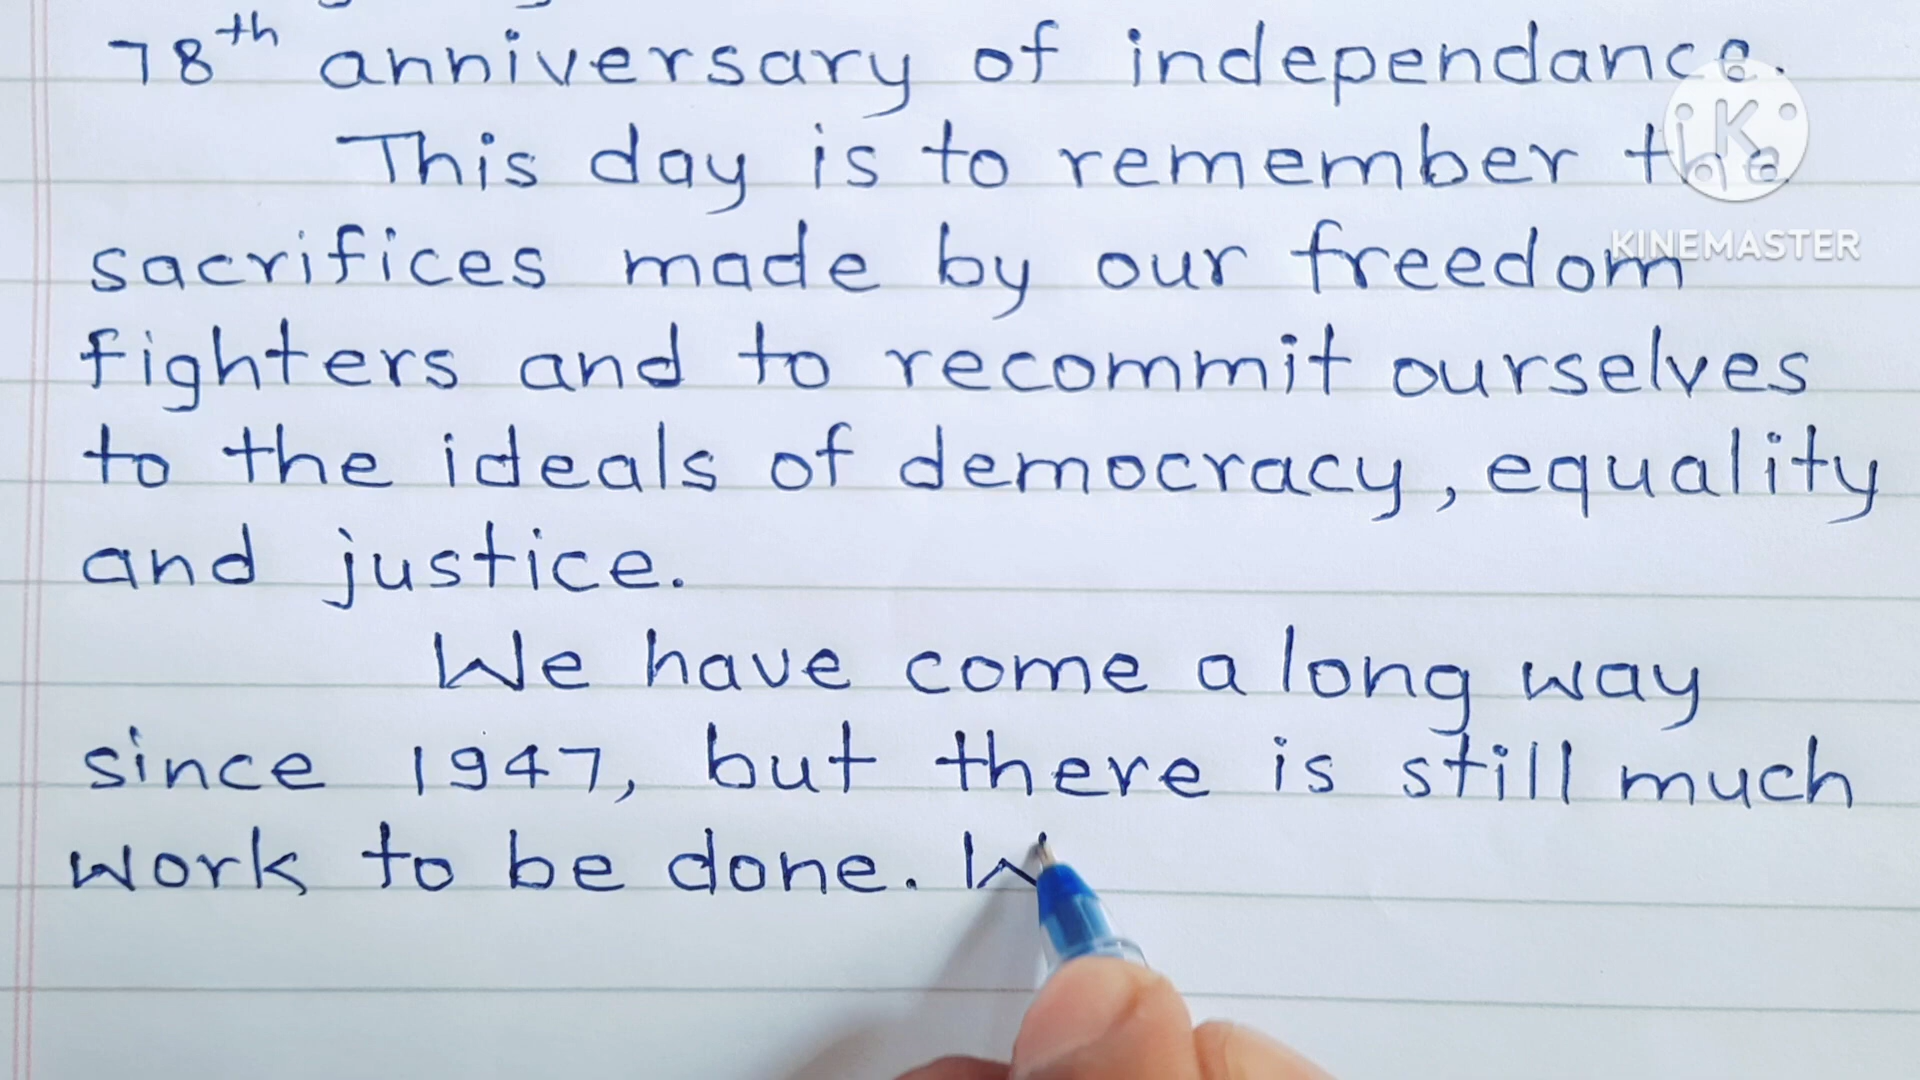 78th anniversary of independance.
This day is to remember the
sacrifices made by our freedom
fighters and to recommit ourselves
to the ideals of democracy, equality
and justice.
We have come a long way
since 1947, but there is still much
work to be done. W
K
KINEMASTER